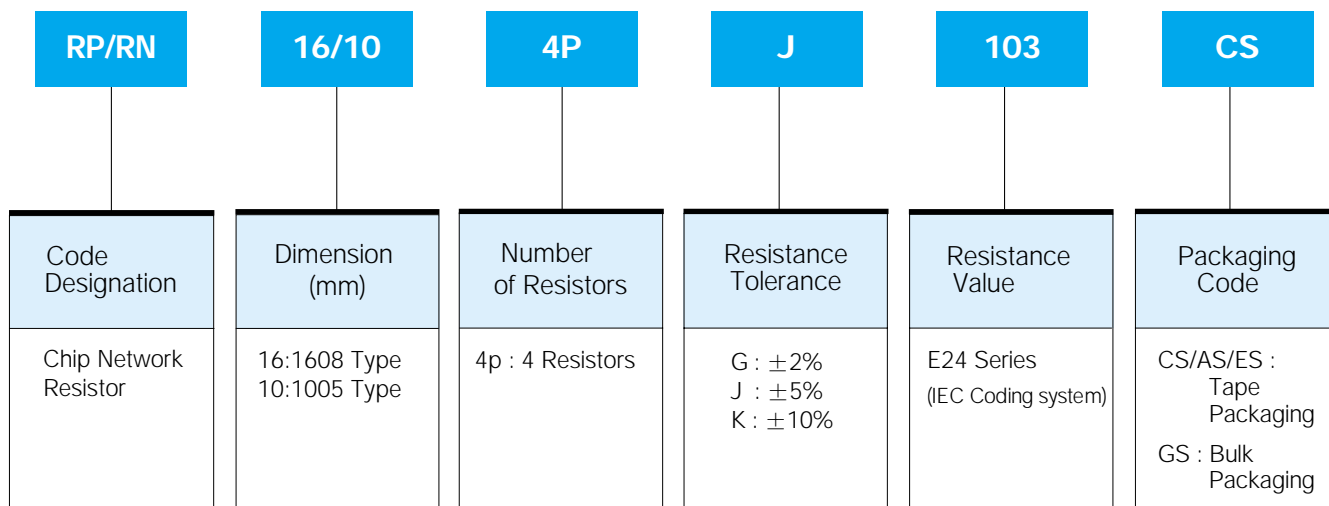 RP/RN
16/10
4P
J
103
CS
Code
Designation
Dimension
(mm)
Number
of Resistors
Resistance
Tolerance
Resistance
Value
Packaging
Code
Chip Network
Resistor
16:1608 Type
10:1005 Type
4p : 4 Resistors
G : ±2%
J : ±5%
K : ±10%
E24 Series
(IEC Coding system)
CS/AS/ES :
Tape
Packaging
GS : Bulk
Packaging